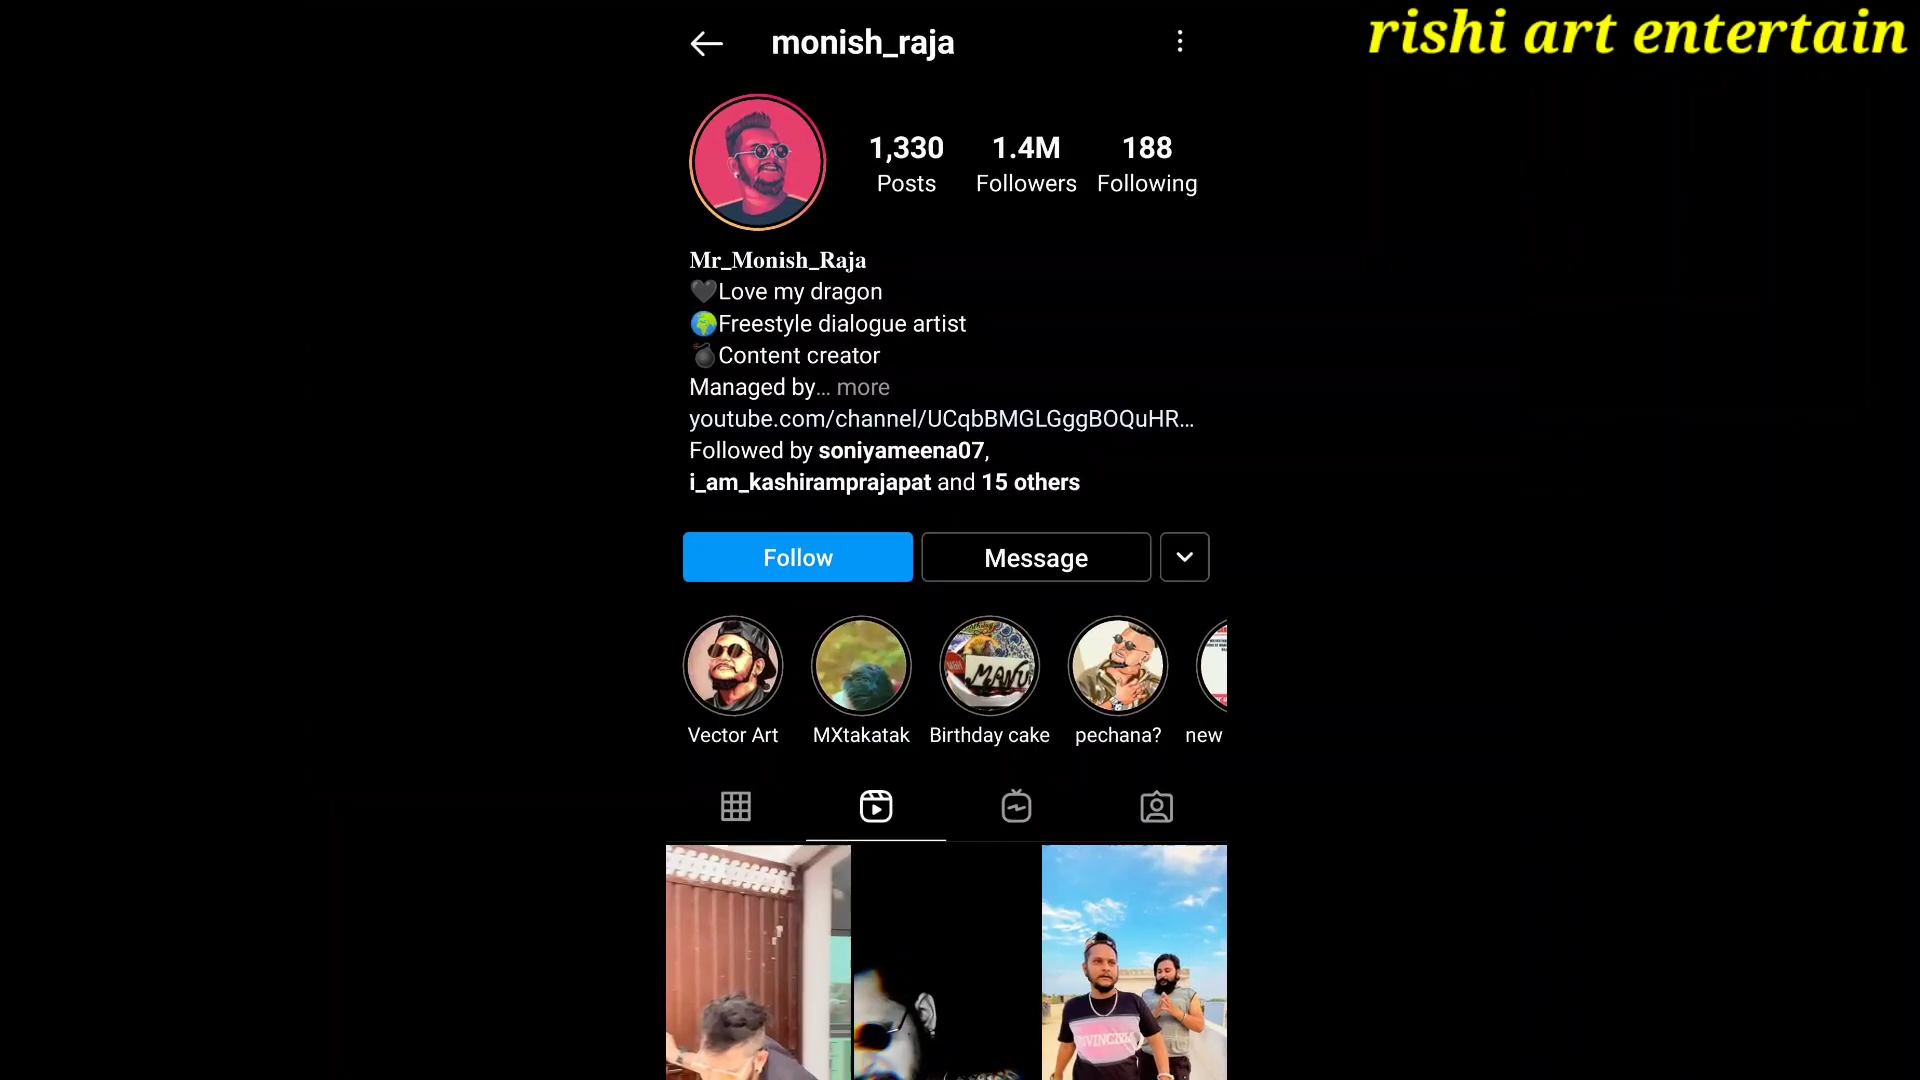 rishi art entertain
monish_raja
1,330 1.4M 188
Posts Followers Following
Mr_Monish_Raja
🖤Love my dragon
🌍Freestyle dialogue artist
💣Content creator
Managed by... more
youtube.com/channel/UCqbBMGLGggBOQuHR...
Followed by soniyameena07,
i_am_kashiramprajapat and 15 others
Follow Message
MANU
Vector Art MXtakatak Birthday cake pechana? new